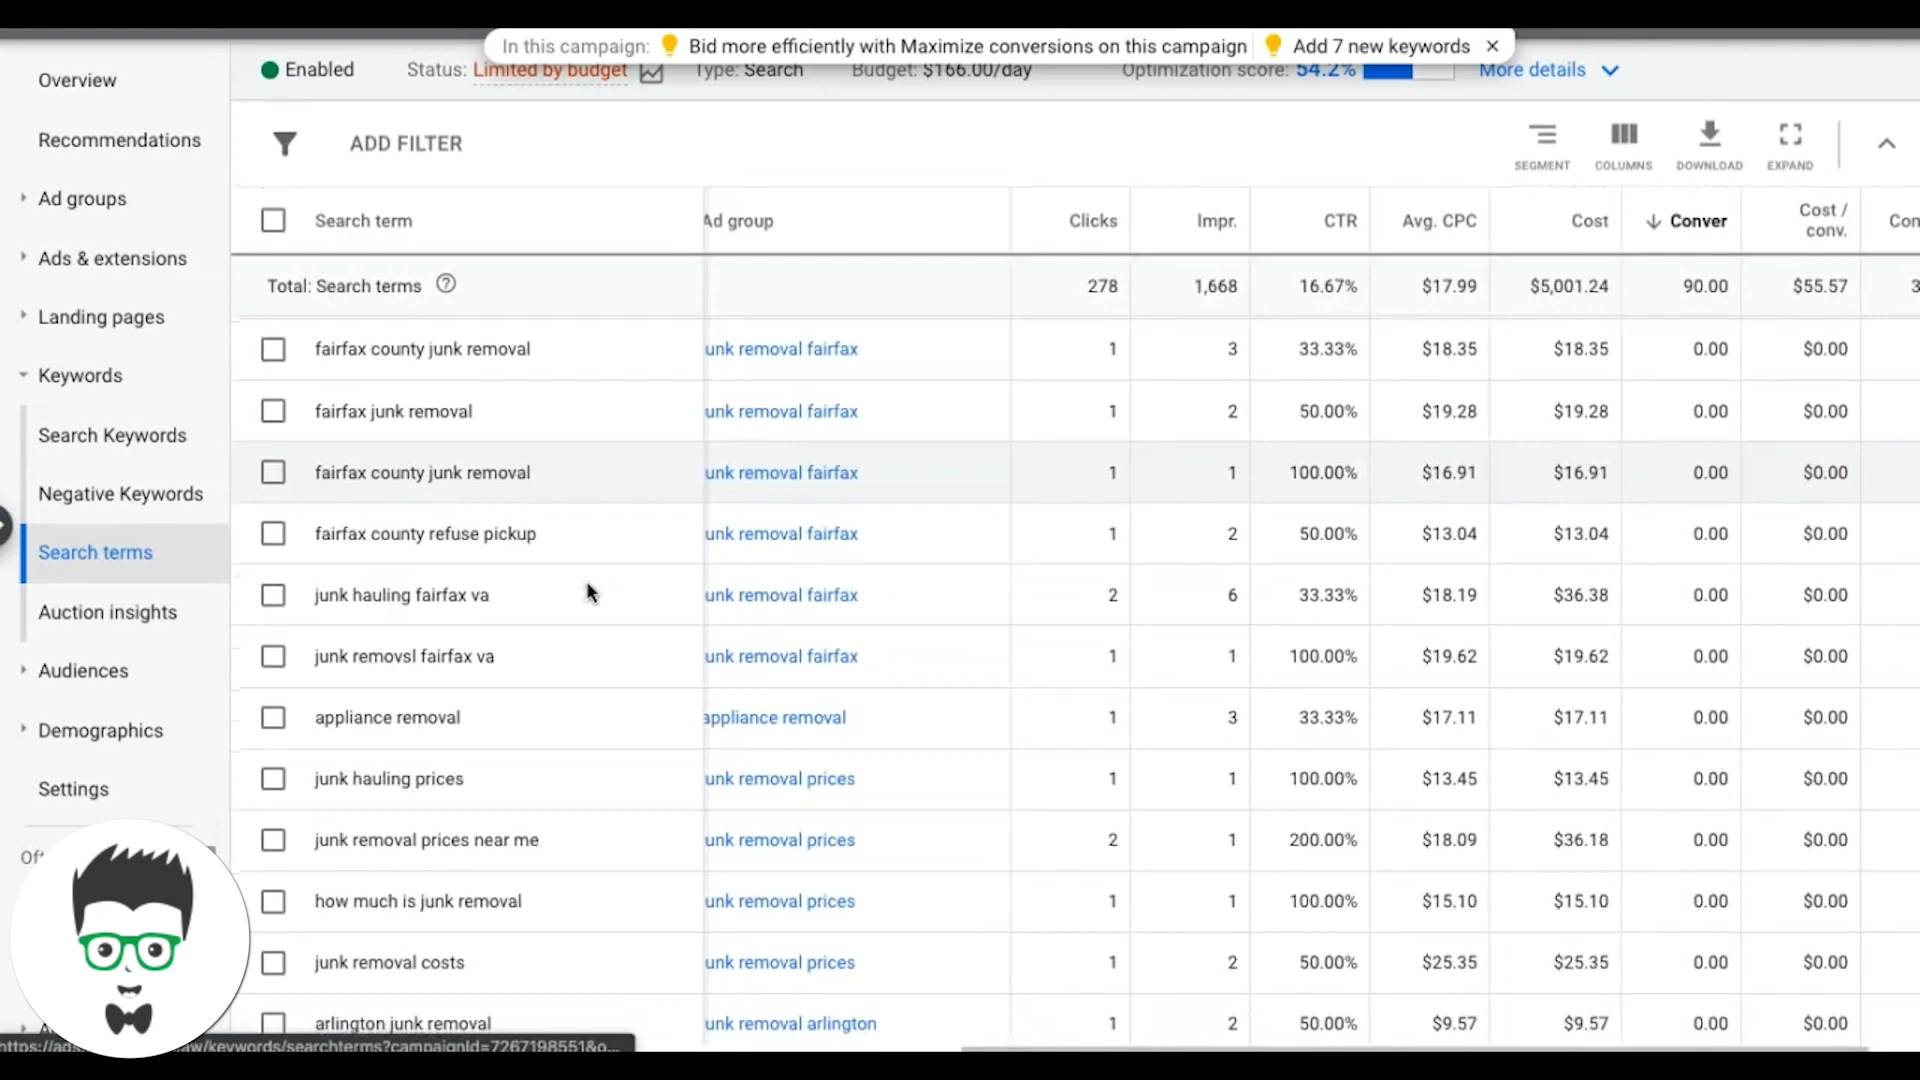 In this campaign: Bid more efficiently with Maximize conversions on this campaign Add 7 new keywords
Enabled Status: Limited by budget Type: Search Budget: $166.00/day Optimization score: 54.2% More details
Overview
Recommendations
Ad groups
Ads & extensions
Landing pages
Keywords
Search Keywords
Negative Keywords
Search terms
Auction insights
Audiences
Demographics
Settings
ADD FILTER
SEGMENT COLUMNS DOWNLOAD EXPAND
Search term Ad group Clicks Impr. CTR Avg. CPC Cost Conver Cost / conv. Con
Total: Search terms 278 1,668 16.67% $17.99 $5,001.24 90.00 $55.57 3
fairfax county junk removal unk removal fairfax 1 3 33.33% $18.35 $18.35 0.00 $0.00
fairfax junk removal unk removal fairfax 1 2 50.00% $19.28 $19.28 0.00 $0.00
fairfax county junk removal unk removal fairfax 1 1 100.00% $16.91 $16.91 0.00 $0.00
fairfax county refuse pickup unk removal fairfax 1 2 50.00% $13.04 $13.04 0.00 $0.00
junk hauling fairfax va unk removal fairfax 2 6 33.33% $18.19 $36.38 0.00 $0.00
junk removsl fairfax va unk removal fairfax 1 1 100.00% $19.62 $19.62 0.00 $0.00
appliance removal appliance removal 1 3 33.33% $17.11 $17.11 0.00 $0.00
junk hauling prices unk removal prices 1 1 100.00% $13.45 $13.45 0.00 $0.00
junk removal prices near me unk removal prices 2 1 200.00% $18.09 $36.18 0.00 $0.00
how much is junk removal unk removal prices 1 1 100.00% $15.10 $15.10 0.00 $0.00
junk removal costs unk removal prices 1 2 50.00% $25.35 $25.35 0.00 $0.00
arlington junk removal unk removal arlington 1 2 50.00% $9.57 $9.57 0.00 $0.00